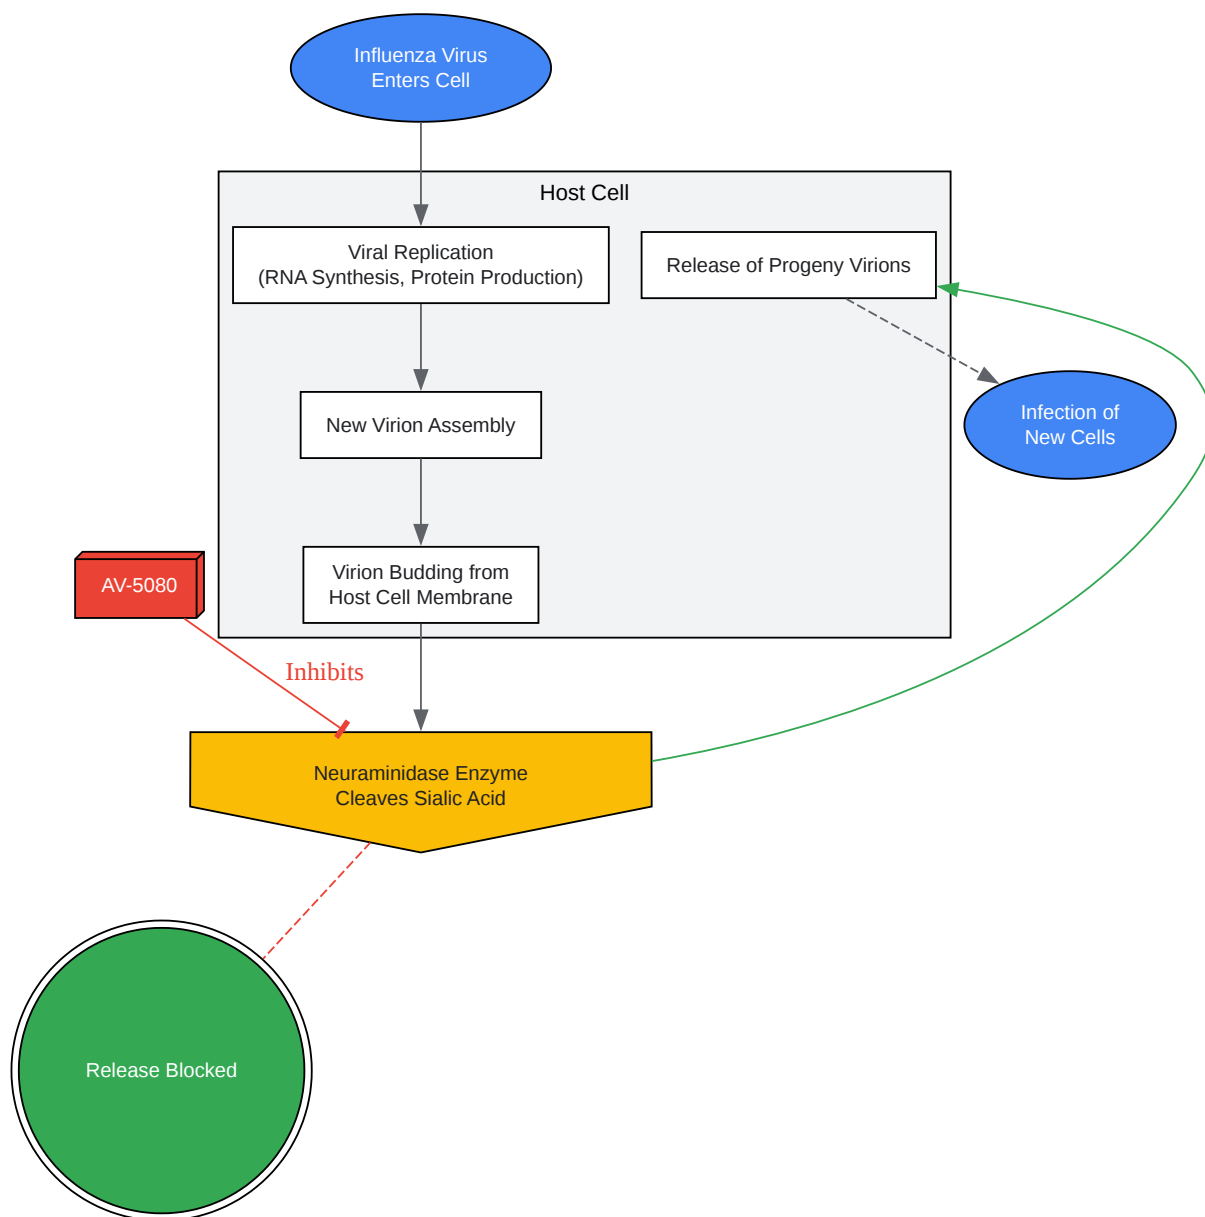 Influenza Virus
Enters Cell
Host Cell
Viral Replication
(RNA Synthesis, Protein Production)
Release of Progeny Virions
New Virion Assembly
Infection of
New Cells
Virion Budding from
Host Cell Membrane
AV-5080
Inhibits
Neuraminidase Enzyme
Cleaves Sialic Acid
Release Blocked